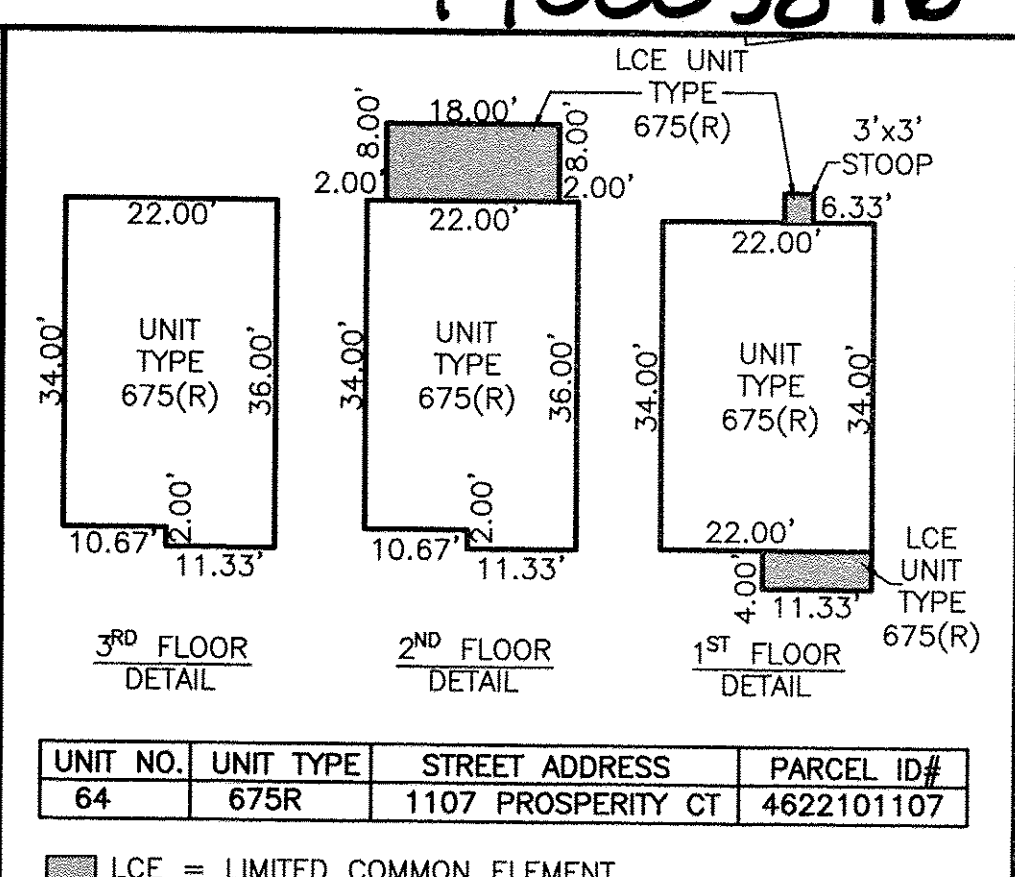 LCE UNIT
TYPE
675(R)
3'x3'
STOOP
8.00'
18.00'
8.00'
2.00'
2.00'
22.00'
34.00'
UNIT
TYPE
675(R)
36.00'
10.67'
2.00'
11.33'
3RD FLOOR
DETAIL
22.00'
34.00'
UNIT
TYPE
675(R)
36.00'
10.67'
2.00'
11.33'
2ND FLOOR
DETAIL
6.33'
22.00'
34.00'
UNIT
TYPE
675(R)
34.00'
22.00'
4.00'
11.33'
LCE
UNIT
TYPE
675(R)
1ST FLOOR
DETAIL
UNIT NO. UNIT TYPE STREET ADDRESS PARCEL ID#
64 675R 1107 PROSPERITY CT 4622101107
LCE = LIMITED COMMON ELEMENT